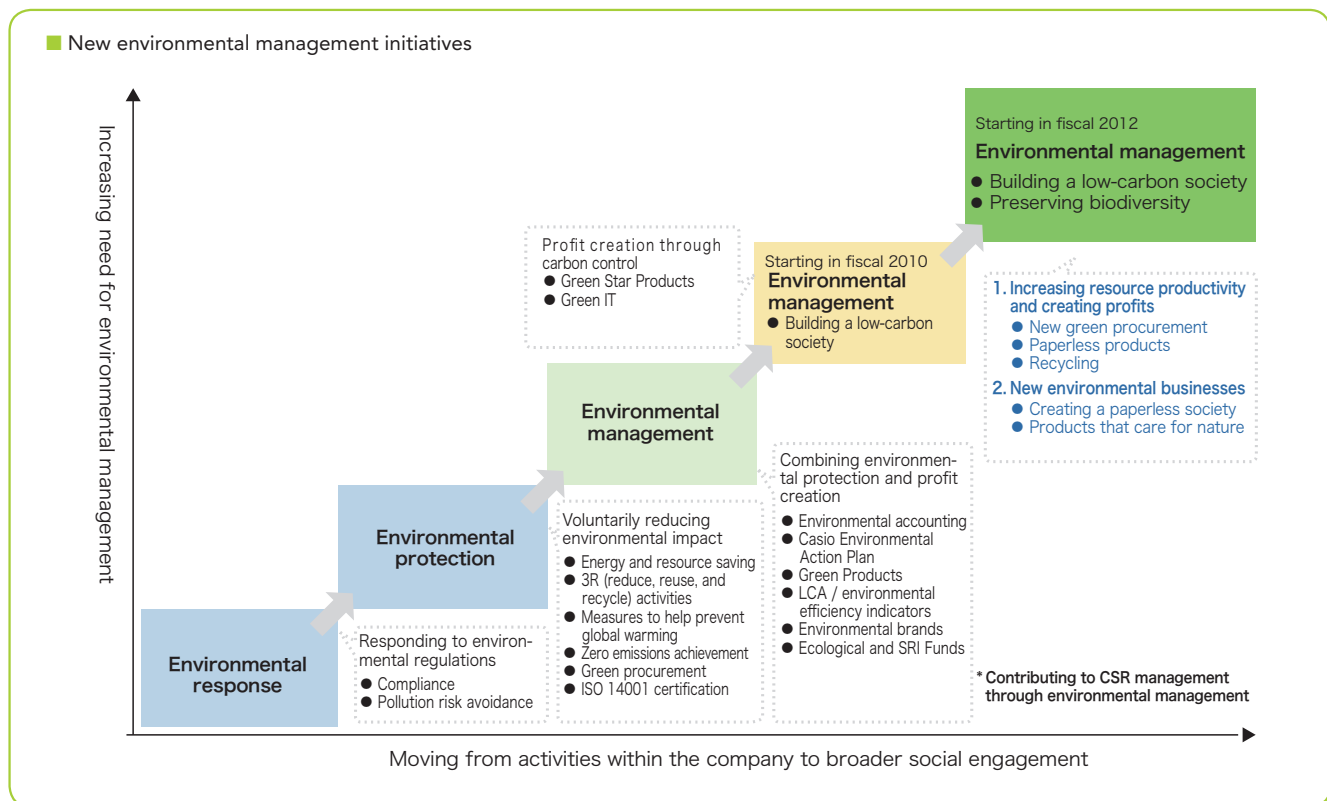 New environmental management initiatives
Increasing need for environmental management
Starting in fiscal 2012
Environmental management
● Building a low-carbon society
● Preserving biodiversity
Profit creation through
carbon control
● Green Star Products
● Green IT
Starting in fiscal 2010
Environmental
management
● Building a low-carbon
society
1. Increasing resource productivity
and creating profits
● New green procurement
● Paperless products
● Recycling
2. New environmental businesses
● Creating a paperless society
● Products that care for nature
Environmental
management
Combining environmen-
tal protection and profit
creation
● Environmental accounting
● Casio Environmental
Action Plan
● Green Products
● LCA / environmental
efficiency indicators
● Environmental brands
● Ecological and SRI Funds
Environmental
protection
Voluntarily reducing
environmental impact
● Energy and resource saving
● 3R (reduce, reuse, and
recycle) activities
● Measures to help prevent
global warming
● Zero emissions achievement
● Green procurement
● ISO 14001 certification
Environmental
response
Responding to environ-
mental regulations
● Compliance
● Pollution risk avoidance
* Contributing to CSR management
through environmental management
Moving from activities within the company to broader social engagement